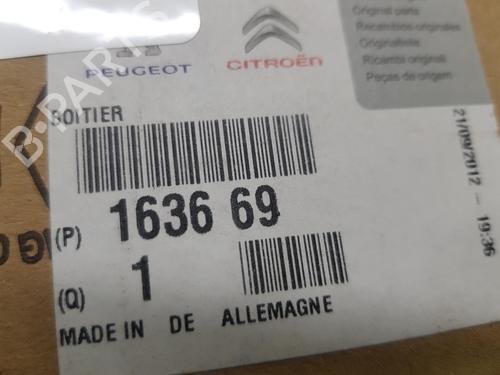 Original parts
Recambios originales
Originalteile
Ricambi originali
Peças de origem
PEUGEOT
CITROËN
BOITIER
21/09/2012 - 19:36
(P) 1636 69
(Q) 1
MADE IN DE ALLEMAGNE
B-PARTS